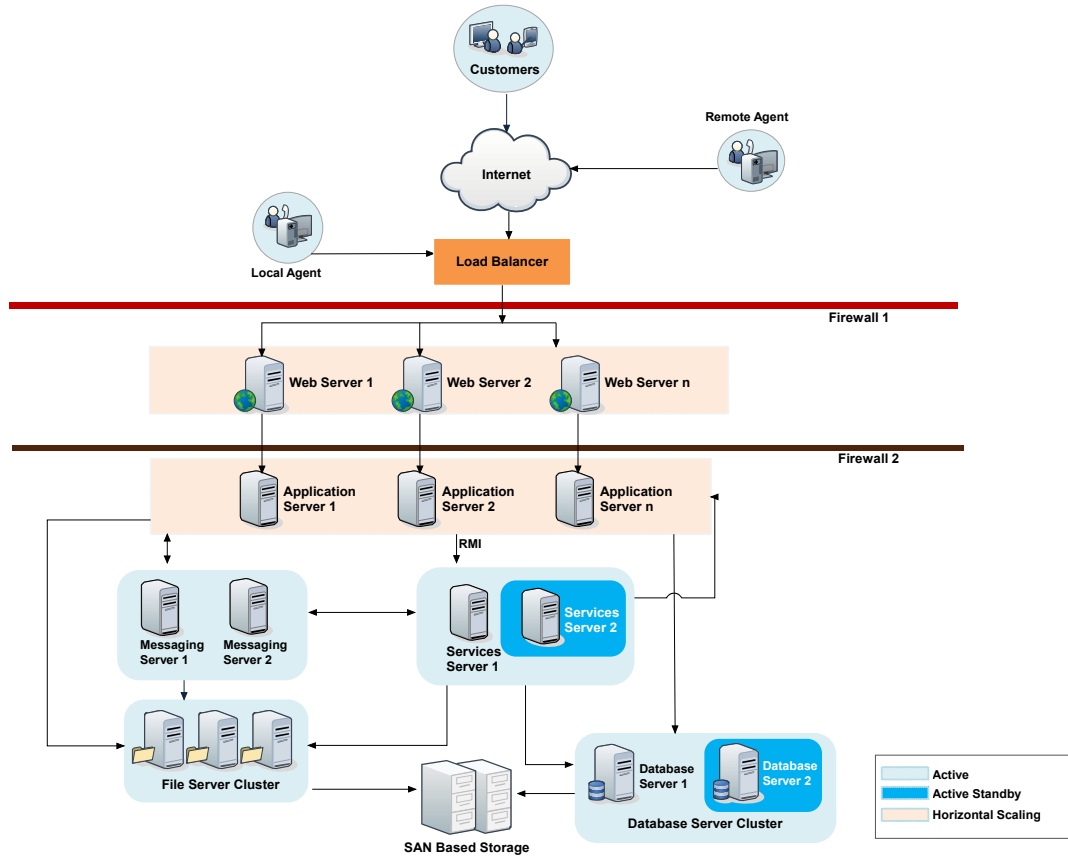 Customers
Remote Agent
Internet
Local Agent
Load Balancer
Firewall 1
Web Server 1
Web Server 2
Web Server n
Firewall 2
Application
Server 1
Application
Server 2
Application
Server n
RMI
Messaging
Server 1
Messaging
Server 2
Services
Server 1
Services
Server 2
File Server Cluster
Database
Server 1
Database
Server 2
Database Server Cluster
SAN Based Storage
Active
Active Standby
Horizontal Scaling